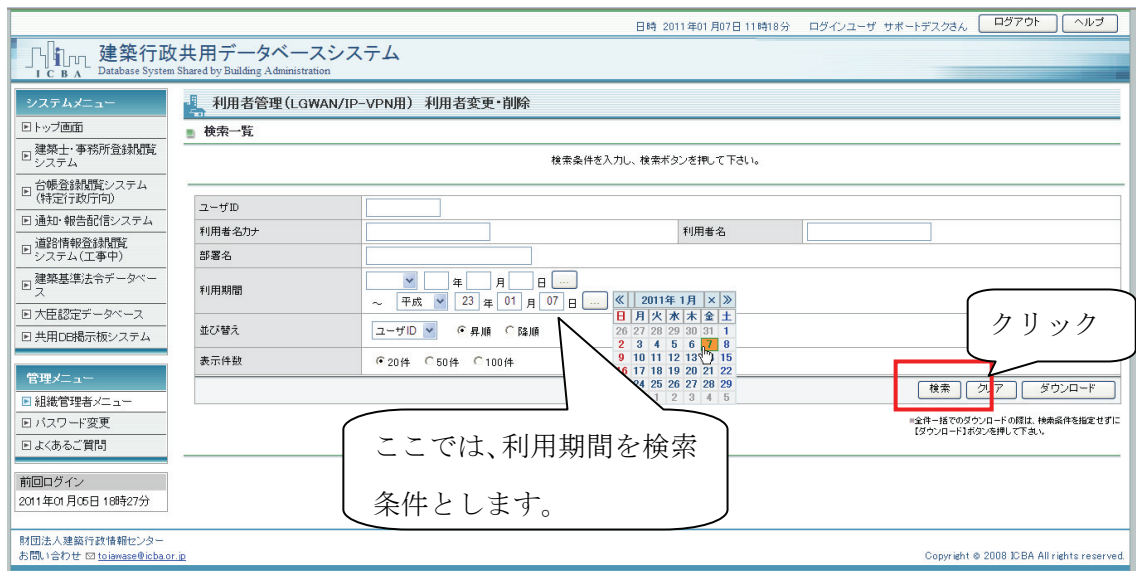 日時 2011年01月07日11時18分 ログインユーザ サポートデスクさん ログアウト ヘルプ
ICBA 建築行政共用データベースシステム
Database System Shared by Building Administration
システムメニュー
トップ画面
建築士・事務所登録閲覧
システム
台帳登録閲覧システム
(特定行政庁向)
通知・報告配信システム
道路情報登録閲覧
システム(工事中)
建築基準法令データベー
ス
大臣認定データベース
共用DB掲示板システム
管理メニュー
組織管理者メニュー
パスワード変更
よくあるご質問
前回ログイン
2011年01月05日 18時27分
利用者管理(LGWAN/IP-VPN用) 利用者変更・削除
検索一覧
検索条件を入力し、検索ボタンを押して下さい。
ユーザID
利用者名カナ 利用者名
部署名
利用期間 年 月 日 ...
~ 平成 23 年 01 月 07 日 ...
並び替え ユーザID 昇順 降順
表示件数 20件 50件 100件
≪ 2011年 1月 × ≫
日 月 火 水 木 金 土
26 27 28 29 30 31 1
2 3 4 5 6 7 8
9 10 11 12 13 15
16 17 18 19 20 21 22
24 25 26 27 28 29
1 2 3 4 5
クリック
検索 クリア ダウンロード
※全件一括でのダウンロードの際は、検索条件を指定せずに
【ダウンロード】ボタンを押して下さい。
ここでは、利用期間を検索
条件とします。
財団法人建築行政情報センター
お問い合わせ toiawase@icba.or.jp
Copyright © 2008 ICBA All rights reserved.